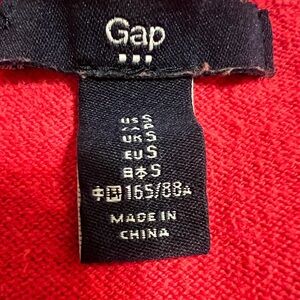 Gap
US S
UK S
EU S
日本 S
中国 165/88A
MADE IN
CHINA